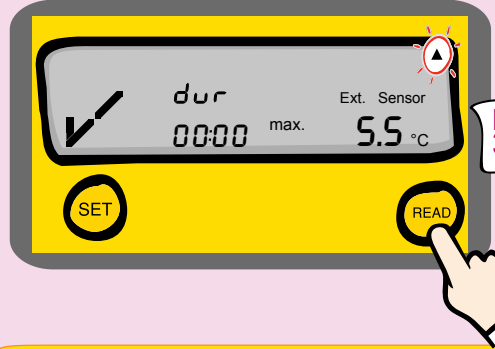 ▲
dur
Ext. Sensor
00:00 max. 5.5 °C
SET
READ